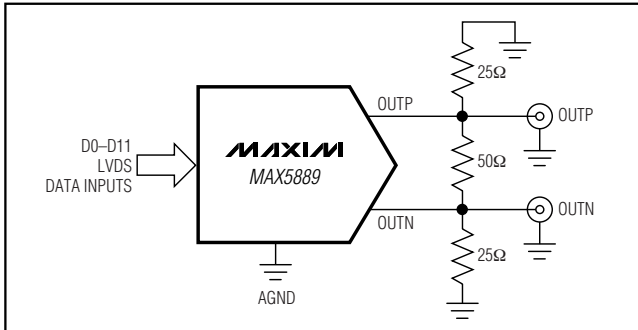 25Ω
OUTP
OUTP
D0–D11
LVDS
DATA INPUTS
MAXIM
MAX5889
50Ω
OUTN
OUTN
25Ω
AGND